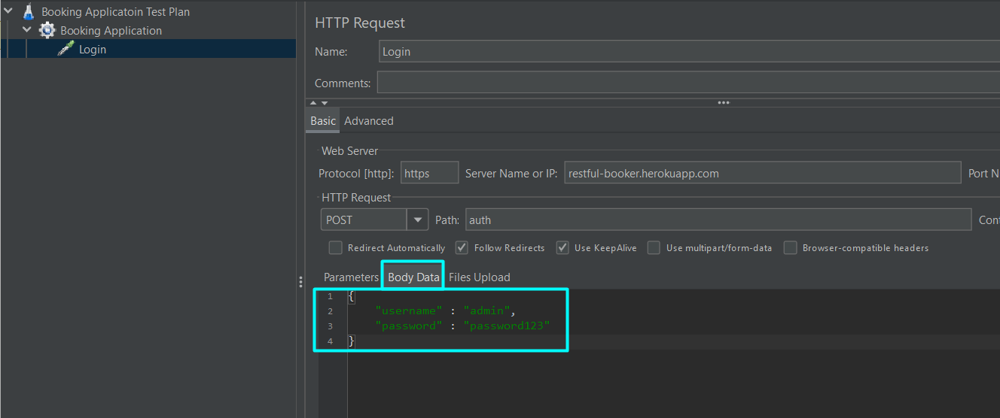 Booking Applicatoin Test Plan
Booking Application
Login
HTTP Request
Name: Login
Comments:
Basic Advanced
Web Server
Protocol [http]: https Server Name or IP: restful-booker.herokuapp.com Port N
HTTP Request
POST Path: auth Cont
Redirect Automatically Follow Redirects Use KeepAlive Use multipart/form-data Browser-compatible headers
Parameters Body Data Files Upload
1 {
2 "username" : "admin",
3 "password" : "password123"
4 }